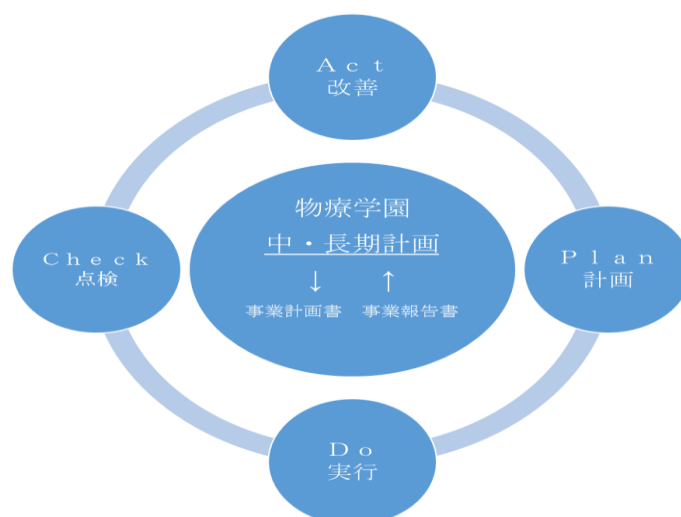 Ａｃｔ
改善
物療学園
中・長期計画
↓ ↑
事業計画書 事業報告書
Ｃｈｅｃｋ
点検
Ｐｌａｎ
計画
Ｄｏ
実行